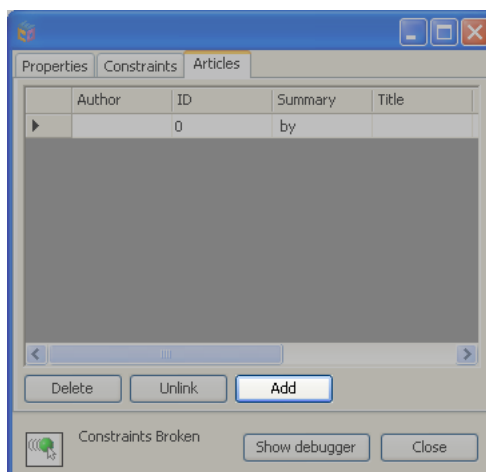 Properties Constraints Articles
Author ID Summary Title
0 by
Delete Unlink Add
Constraints Broken Show debugger Close